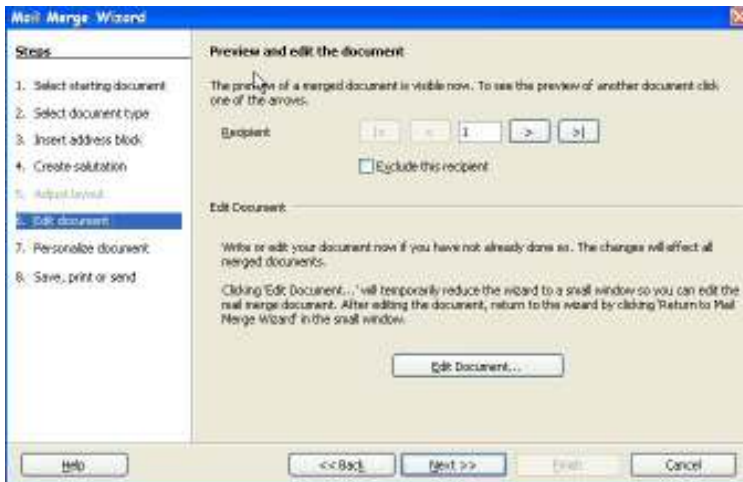 Mail Merge Wizard
Steps
1. Select starting document
2. Select document type
3. Insert address block
4. Create salutation
5. Adjust layout
6. Edit document
7. Personalize document
8. Save, print or send
Preview and edit the document
The preview of a merged document is visible now. To see the preview of another document click
one of the arrows.
Recipient |< < 1 > >|
Exclude this recipient
Edit Document
Write or edit your document now if you have not already done so. The changes will effect all
merged documents.
Clicking 'Edit Document...' will temporarily reduce the wizard to a small window so you can edit the
mail merge document. After editing the document, return to the wizard by clicking 'Return to Mail
Merge Wizard' in the small window.
Edit Document...
Help << Back Next >> Finish Cancel